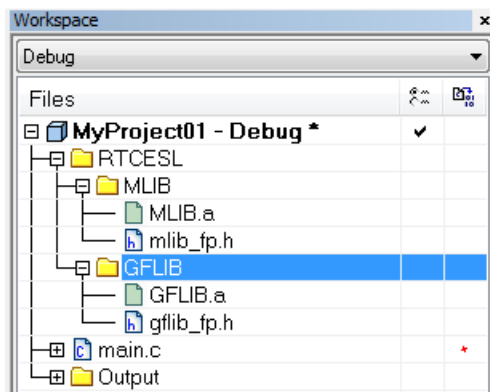 Workspace
Debug
Files
MyProject01 - Debug *
RTCESL
MLIB
MLIB.a
mlib_fp.h
GFLIB
GFLIB.a
gflib_fp.h
main.c
Output